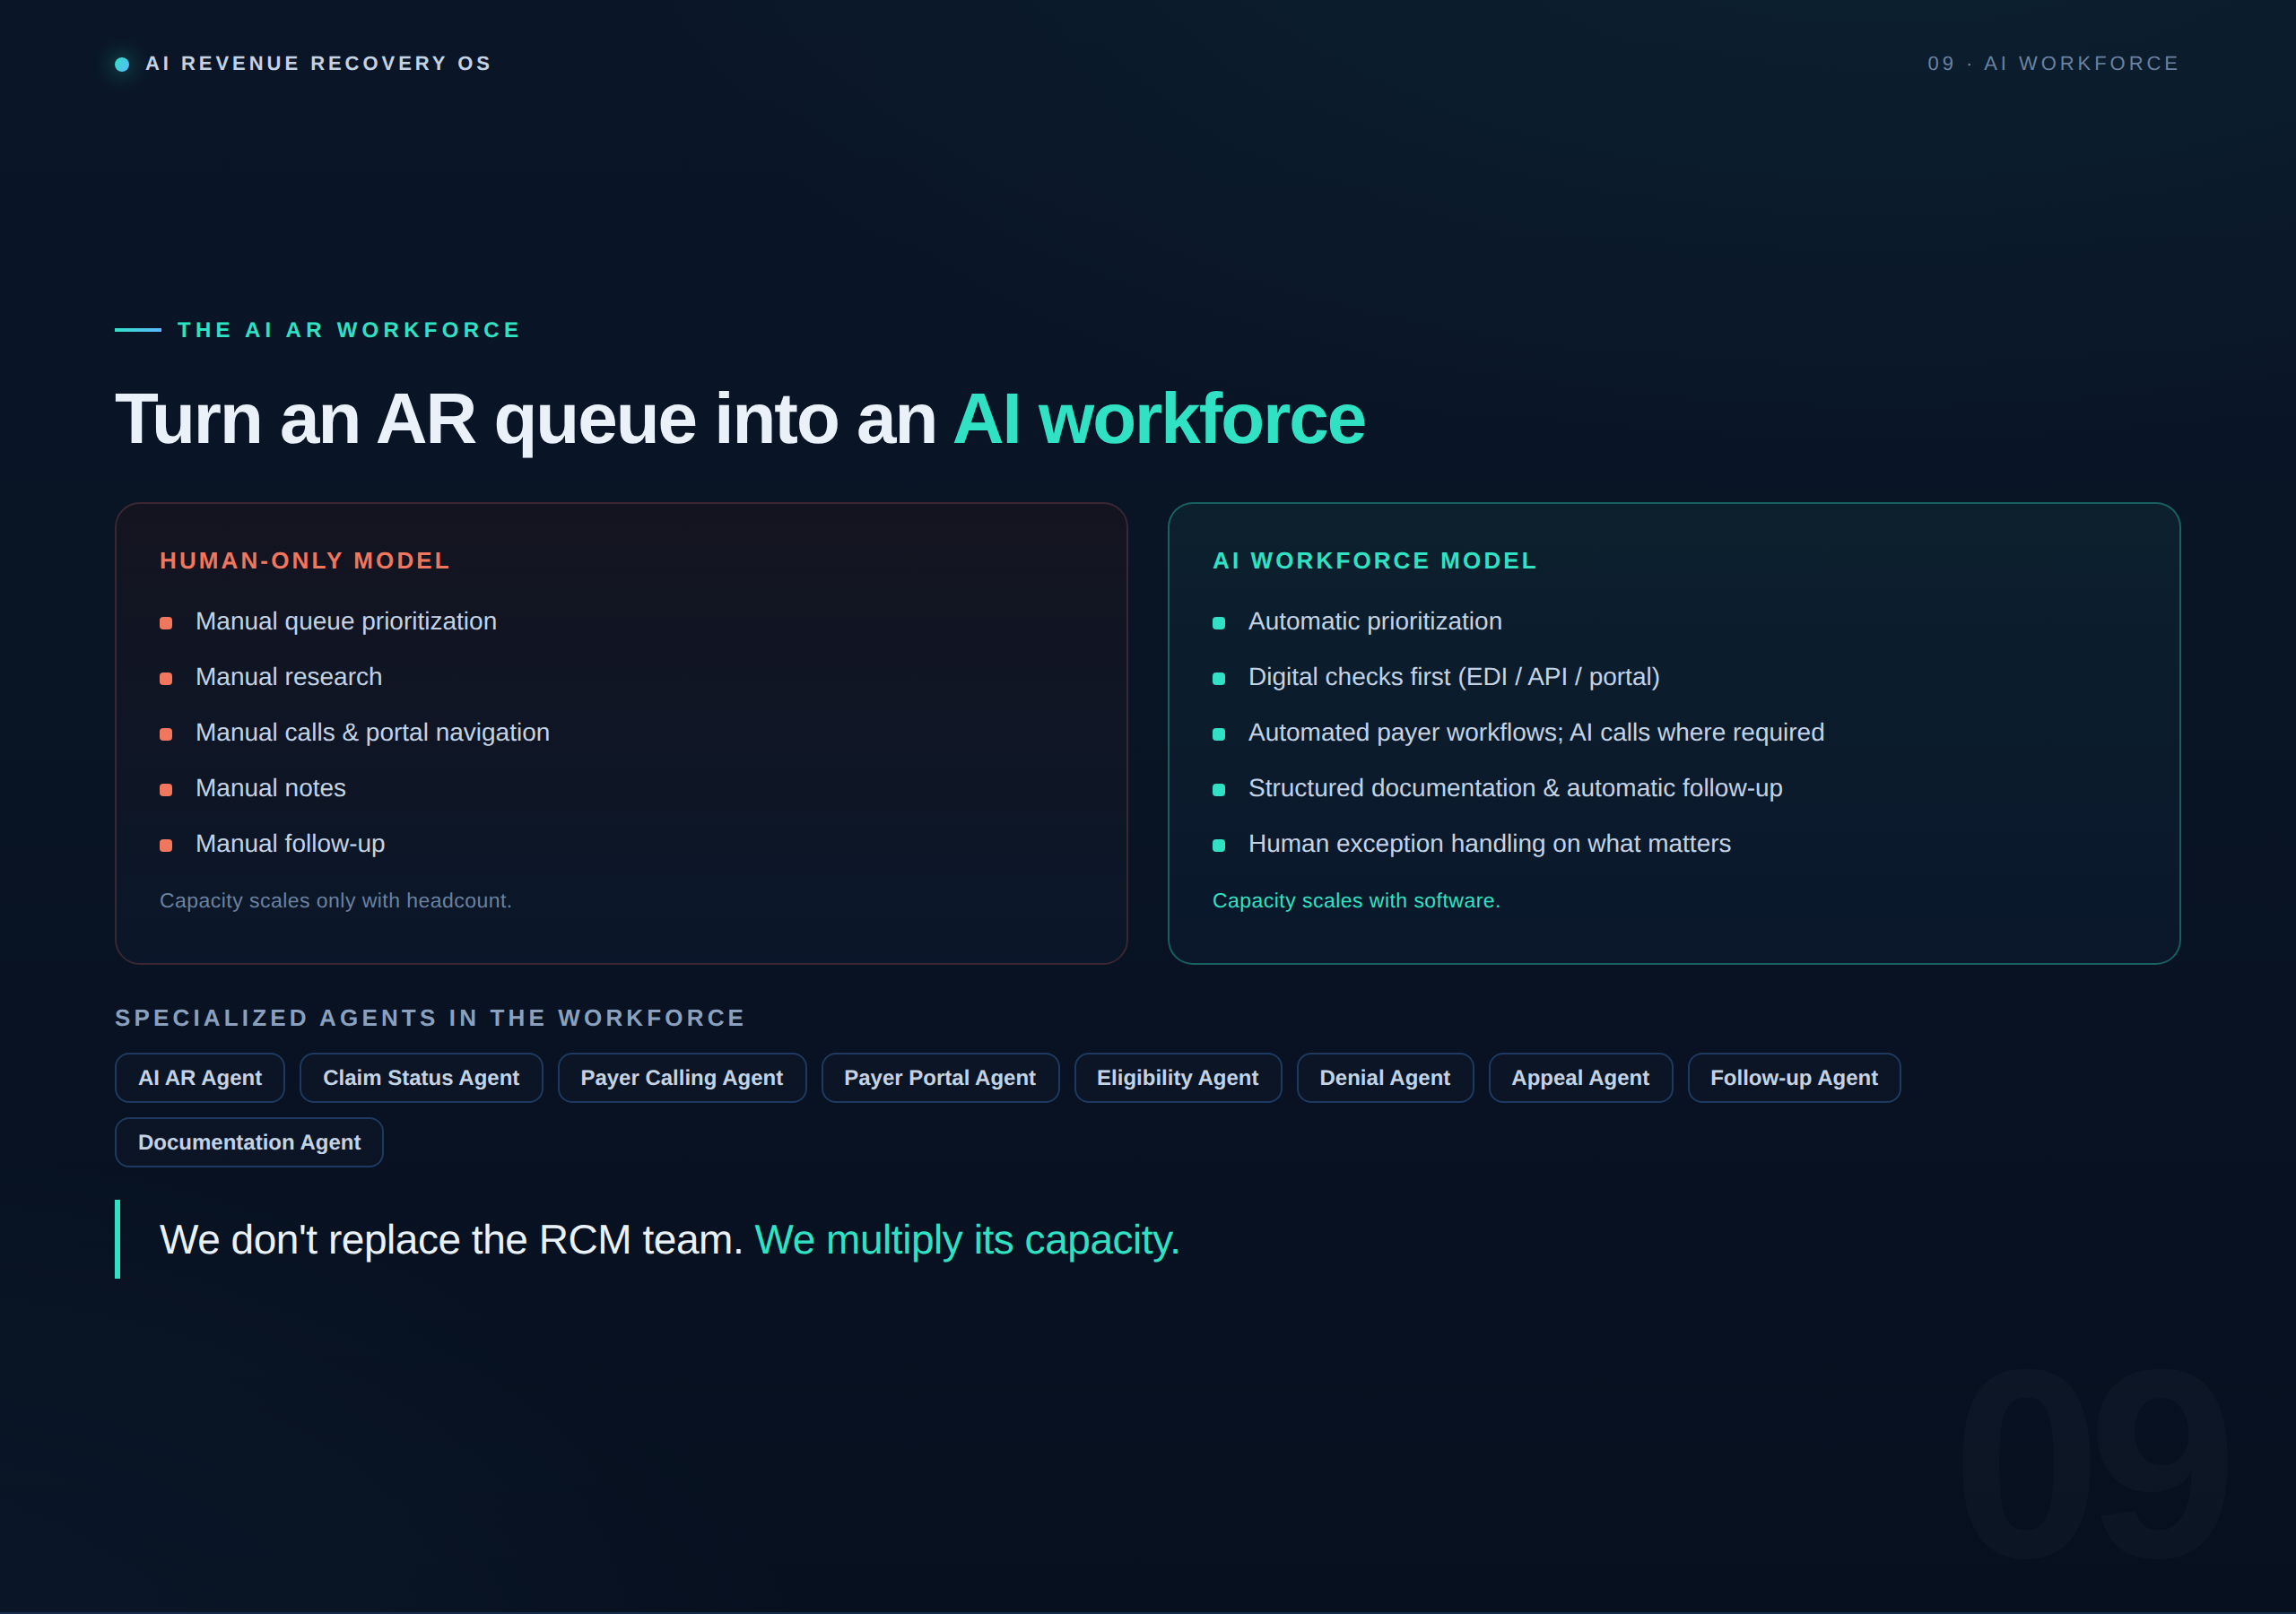 AI REVENUE RECOVERY OS
09 · AI WORKFORCE
THE AI AR WORKFORCE
Turn an AR queue into an AI workforce
HUMAN-ONLY MODEL
Manual queue prioritization
Manual research
Manual calls & portal navigation
Manual notes
Manual follow-up
Capacity scales only with headcount.
AI WORKFORCE MODEL
Automatic prioritization
Digital checks first (EDI / API / portal)
Automated payer workflows; AI calls where required
Structured documentation & automatic follow-up
Human exception handling on what matters
Capacity scales with software.
SPECIALIZED AGENTS IN THE WORKFORCE
AI AR Agent
Claim Status Agent
Payer Calling Agent
Payer Portal Agent
Eligibility Agent
Denial Agent
Appeal Agent
Follow-up Agent
Documentation Agent
We don't replace the RCM team. We multiply its capacity.
09